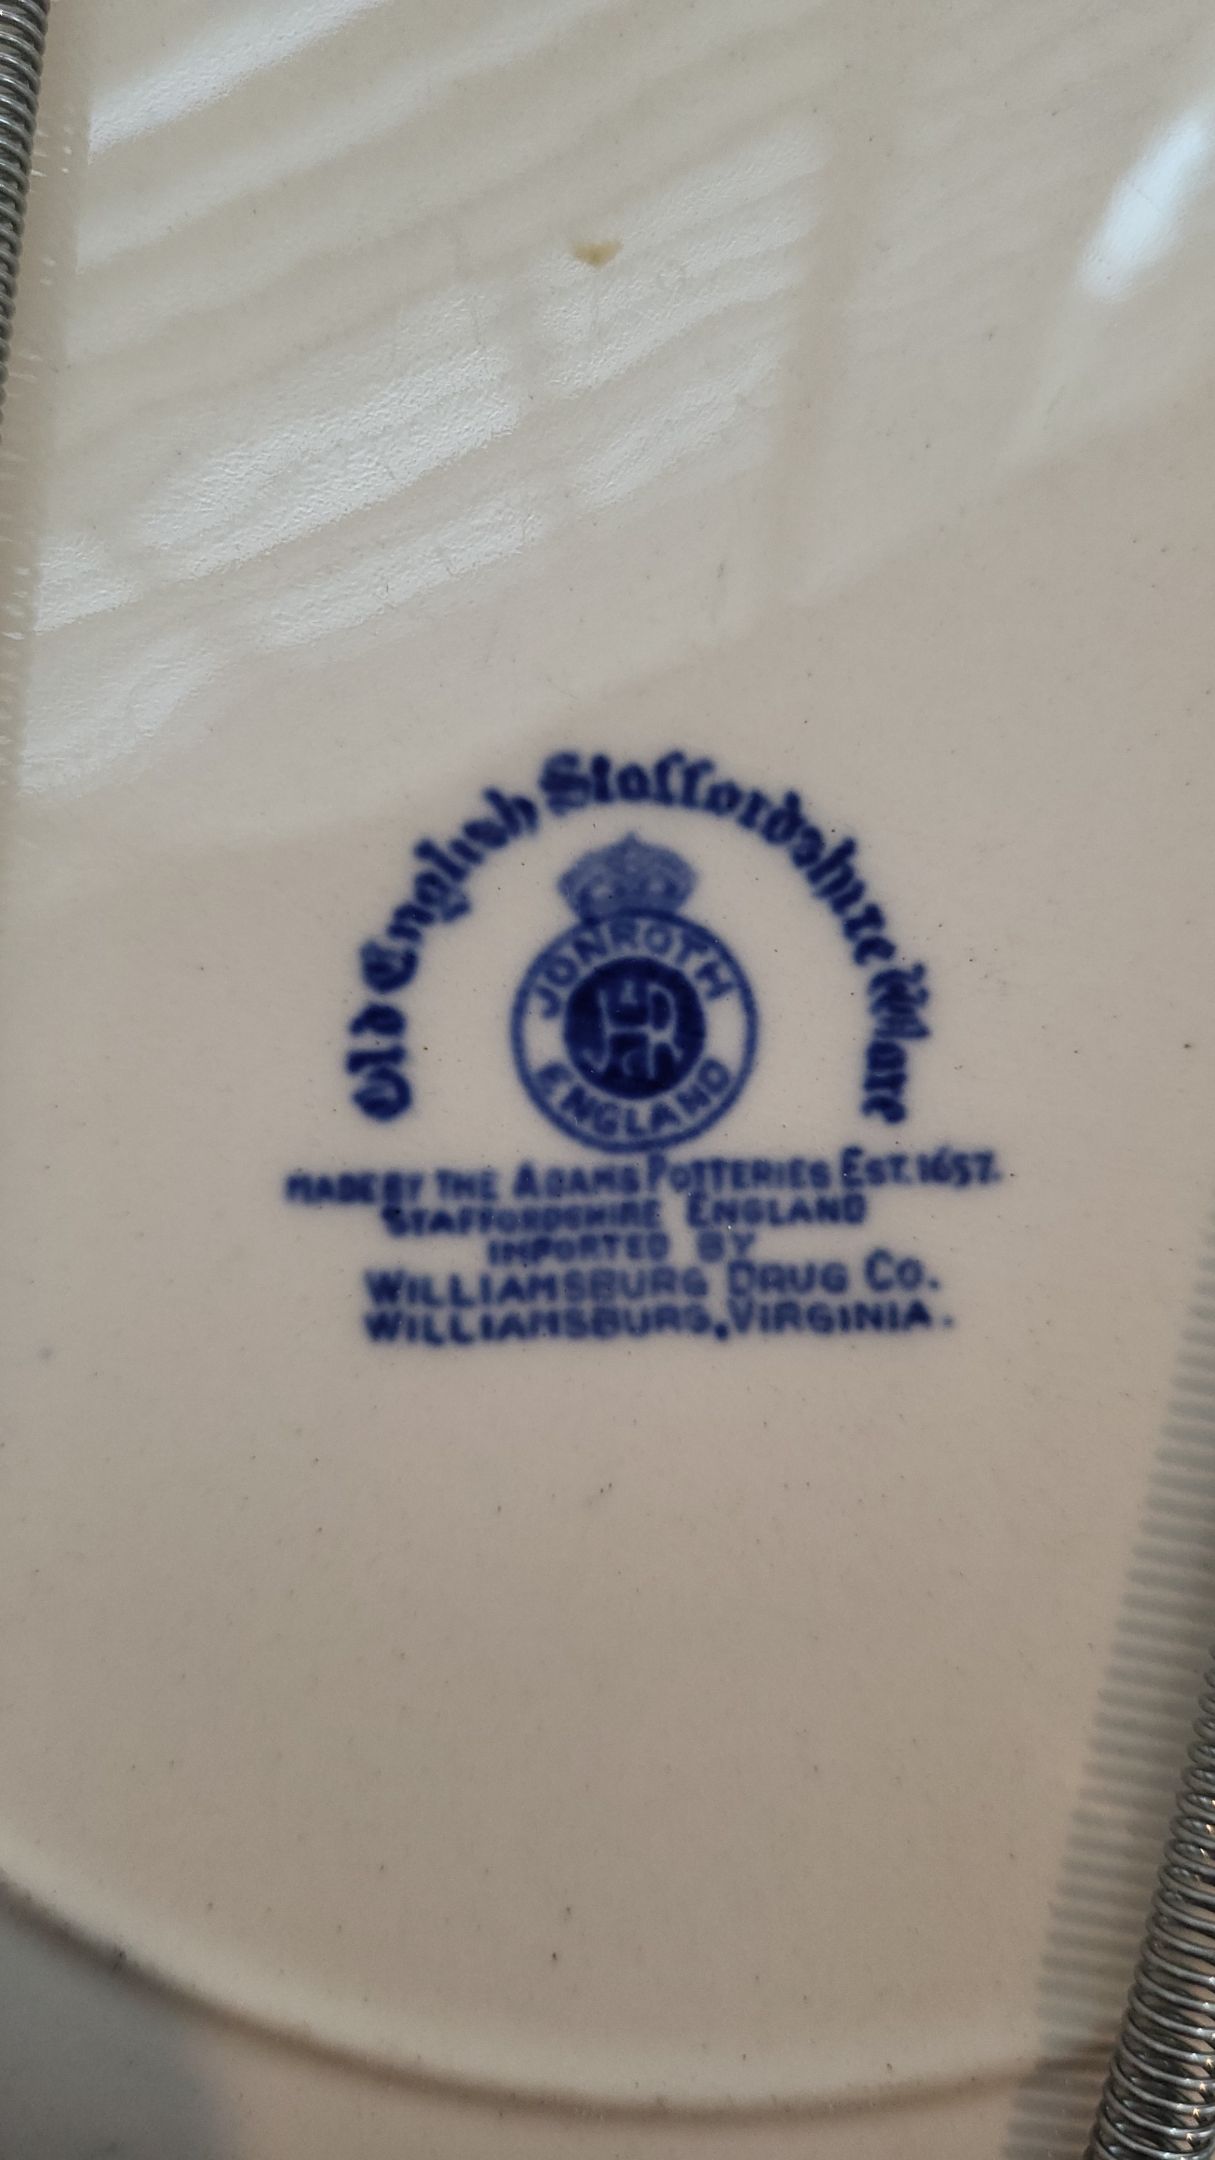 Old English Staffordshire Ware
JONROTH
ENGLAND
MADE BY THE ADAMS POTTERIES EST. 1657.
STAFFORDSHIRE ENGLAND
IMPORTED BY
WILLIAMSBURG DRUG CO.
WILLIAMSBURG, VIRGINIA.